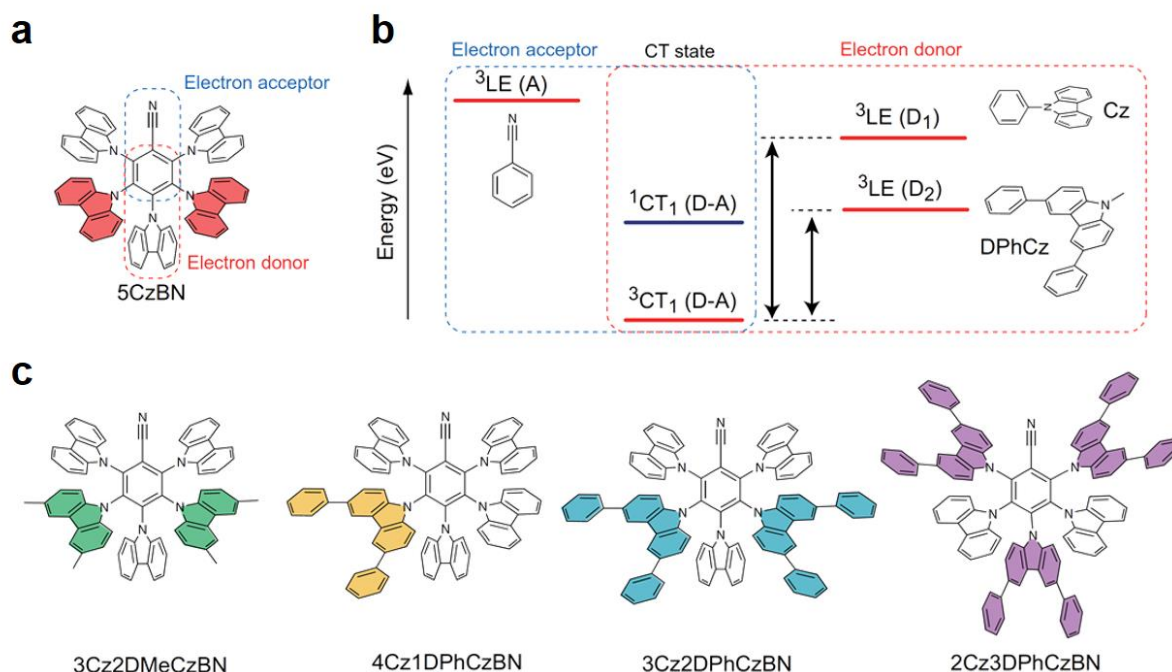 a
N
N
N
N
N
N
Electron acceptor
Electron donor
5CzBN
b
Electron acceptor
CT state
Electron donor
Energy (eV)
³LE (A)
N
¹CT₁ (D-A)
³CT₁ (D-A)
³LE (D₁)
N
Cz
³LE (D₂)
N
DPhCz
c
N
N
N
N
N
N
3Cz2DMeCzBN
N
N
N
N
N
N
4Cz1DPhCzBN
N
N
N
N
N
N
3Cz2DPhCzBN
N
N
N
N
N
N
2Cz3DPhCzBN